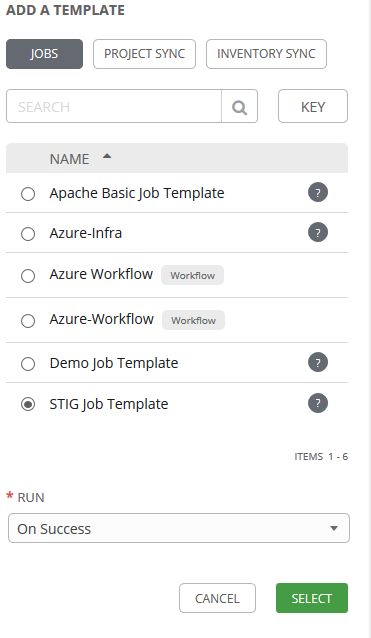 ADD A TEMPLATE
JOBS PROJECT SYNC INVENTORY SYNC
SEARCH KEY
NAME
Apache Basic Job Template ?
Azure-Infra ?
Azure Workflow Workflow
Azure-Workflow Workflow
Demo Job Template ?
STIG Job Template ?
ITEMS 1 - 6
* RUN
On Success
CANCEL SELECT